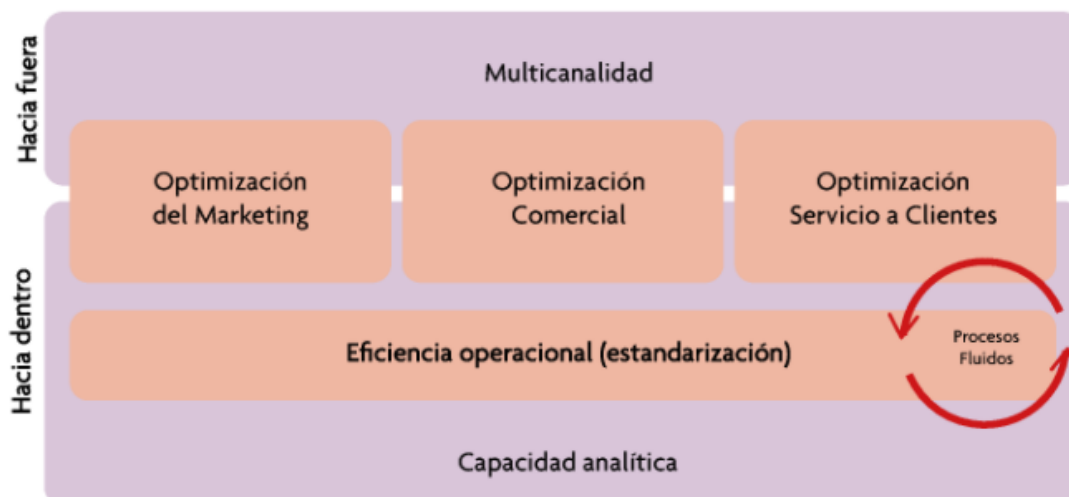 Hacia fuera
Multicanalidad
Optimización
del Marketing
Optimización
Comercial
Optimización
Servicio a Clientes
Hacia dentro
Eficiencia operacional (estandarización)
Procesos
Fluidos
Capacidad analítica